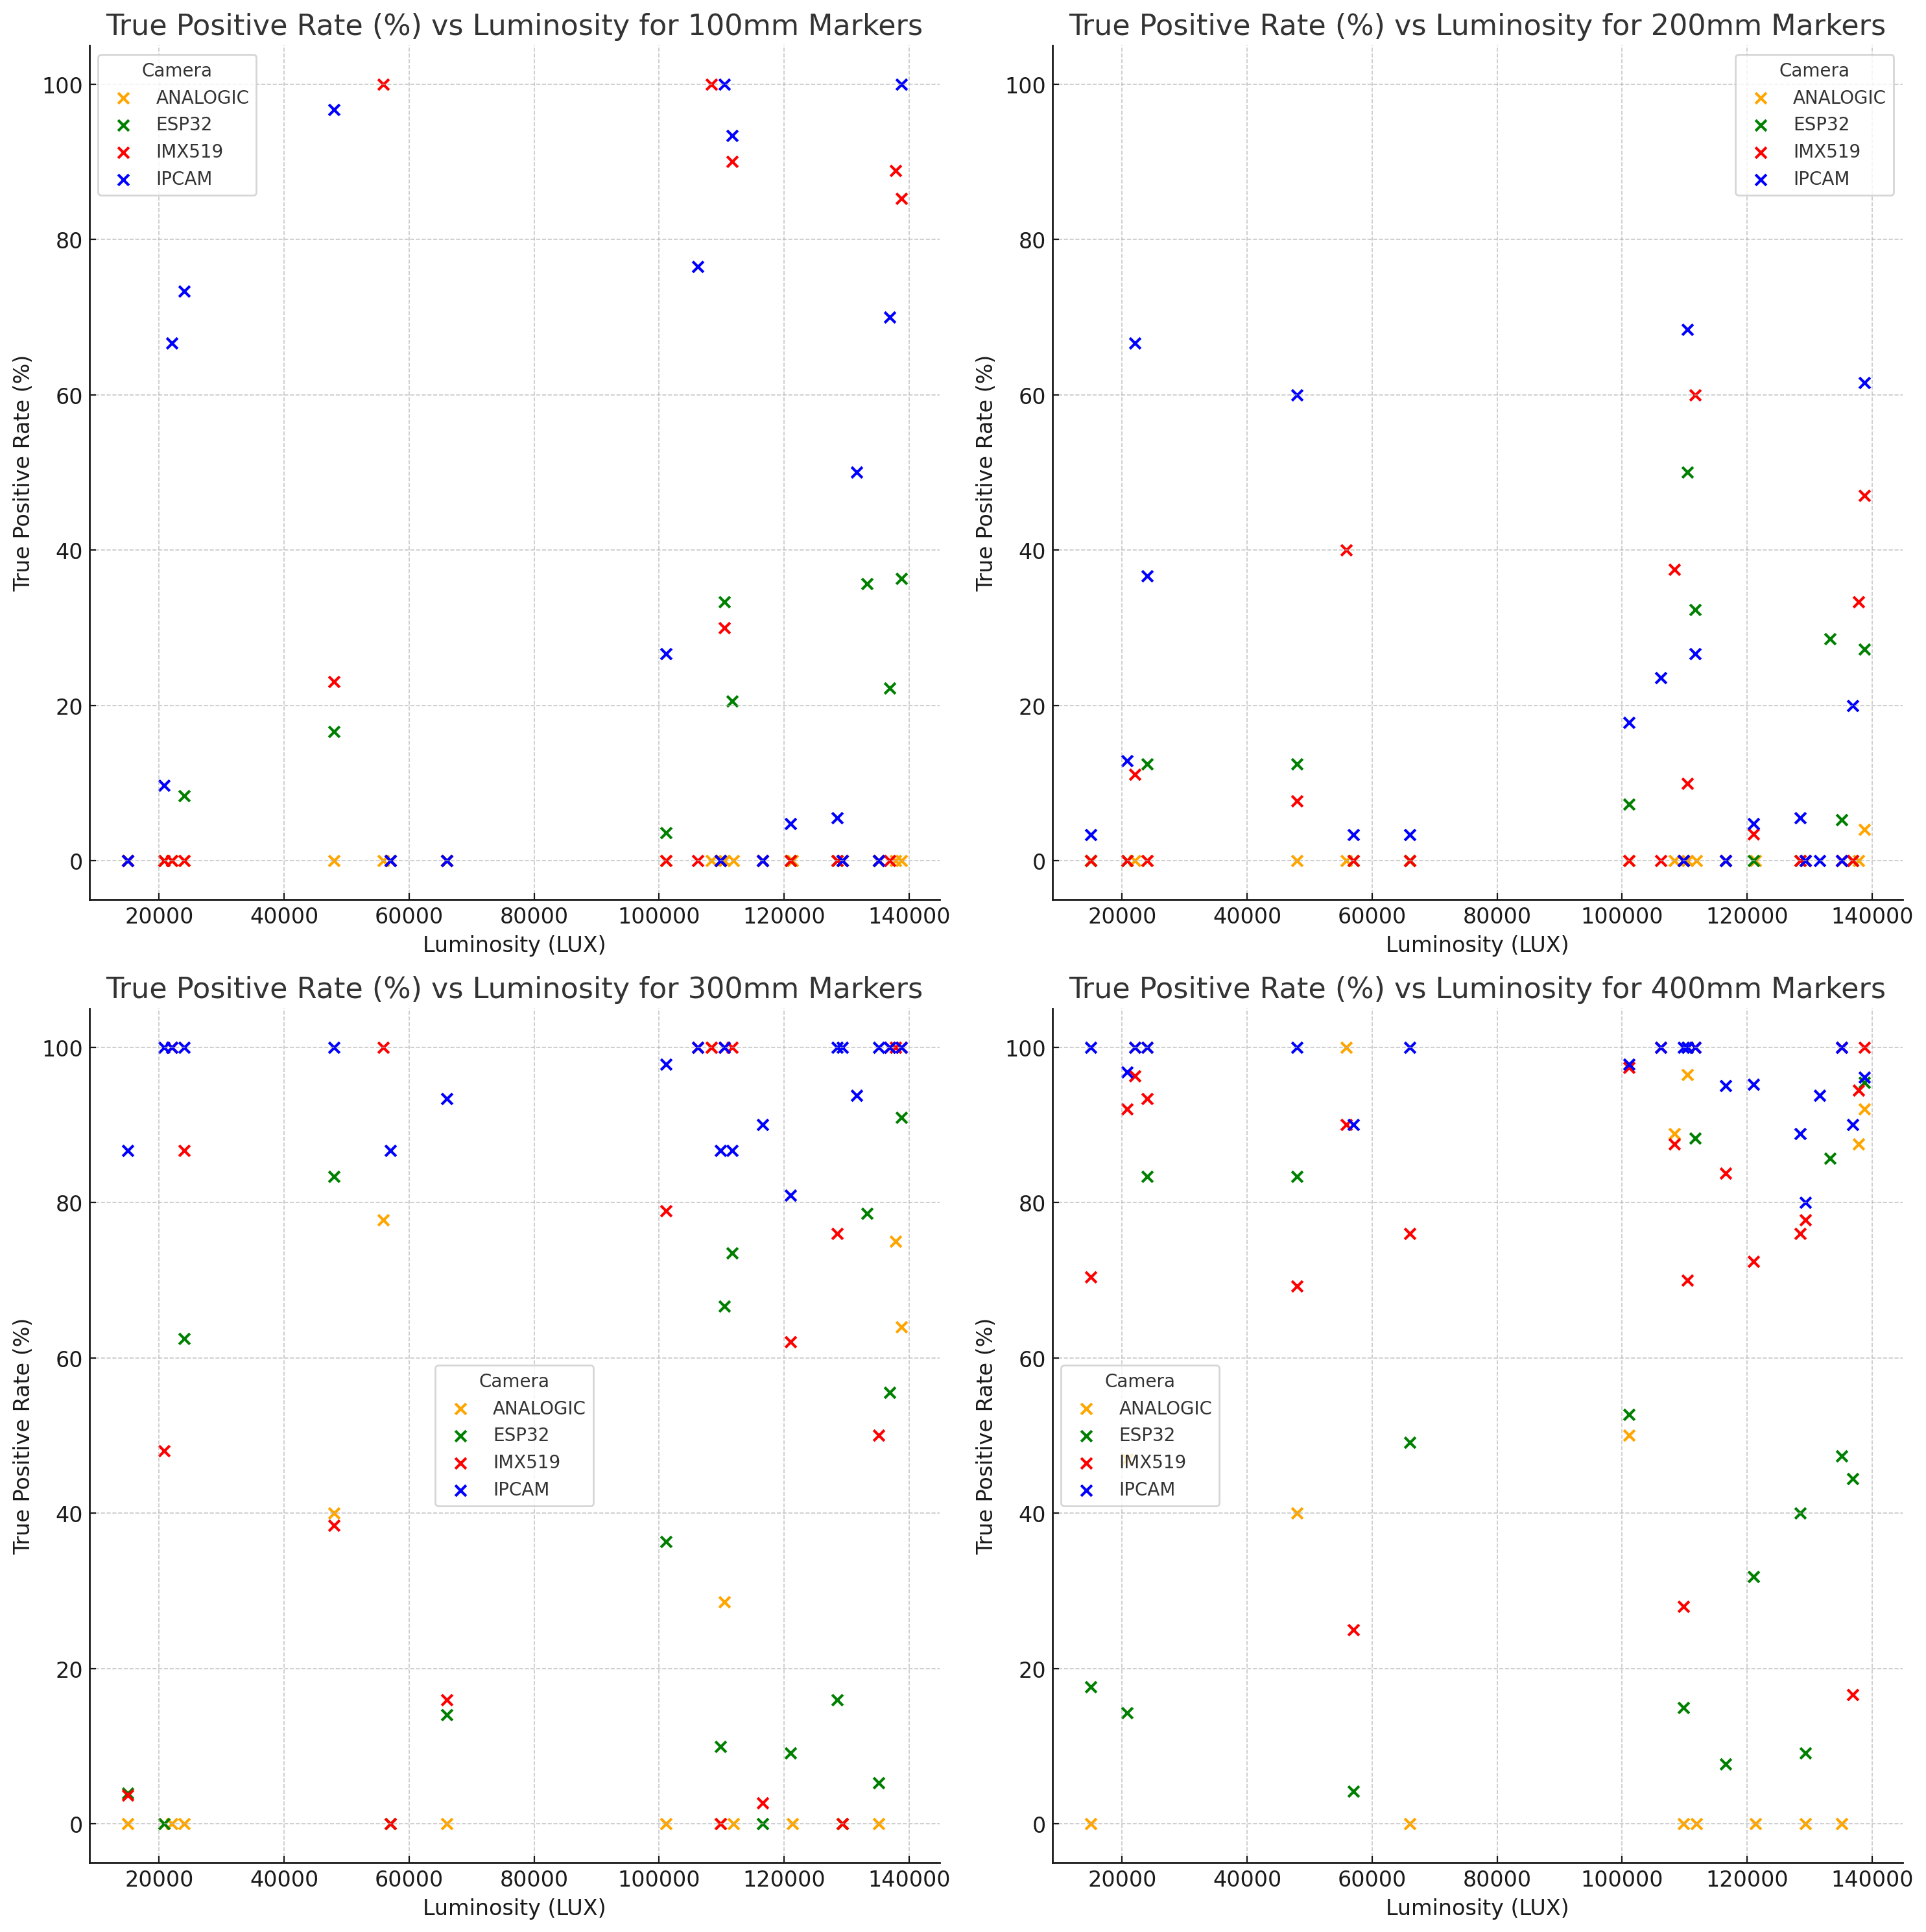 True Positive Rate (%) vs Luminosity for 100mm Markers
True Positive Rate (%)
100
80
60
40
20
0
Camera
ANALOGIC
ESP32
IMX519
IPCAM
20000 40000 60000 80000 100000 120000 140000
Luminosity (LUX)
True Positive Rate (%) vs Luminosity for 200mm Markers
True Positive Rate (%)
100
80
60
40
20
0
Camera
ANALOGIC
ESP32
IMX519
IPCAM
20000 40000 60000 80000 100000 120000 140000
Luminosity (LUX)
True Positive Rate (%) vs Luminosity for 300mm Markers
True Positive Rate (%)
100
80
60
40
20
0
Camera
ANALOGIC
ESP32
IMX519
IPCAM
20000 40000 60000 80000 100000 120000 140000
Luminosity (LUX)
True Positive Rate (%) vs Luminosity for 400mm Markers
True Positive Rate (%)
100
80
60
40
20
0
Camera
ANALOGIC
ESP32
IMX519
IPCAM
20000 40000 60000 80000 100000 120000 140000
Luminosity (LUX)